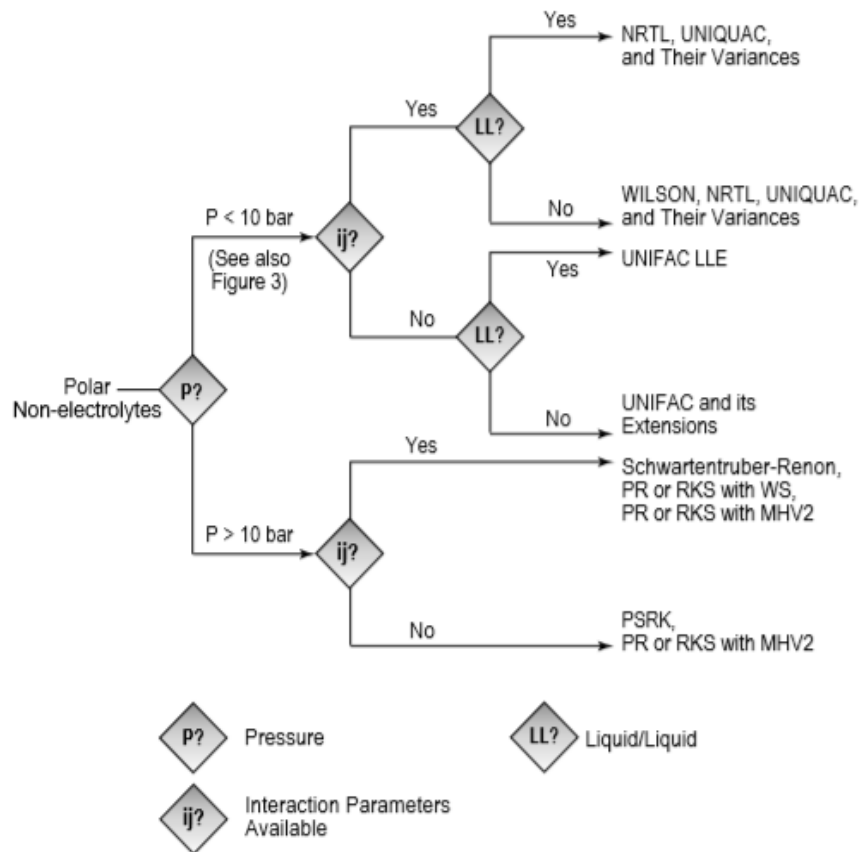 Yes
NRTL, UNIQUAC,
and Their Variances
Yes
LL?
No
WILSON, NRTL, UNIQUAC,
and Their Variances
P < 10 bar
(See also
Figure 3)
ij?
Yes
UNIFAC LLE
No
LL?
Polar
Non-electrolytes
P?
No
UNIFAC and its
Extensions
Yes
Schwartentruber-Renon,
PR or RKS with WS,
PR or RKS with MHV2
P > 10 bar
ij?
No
PSRK,
PR or RKS with MHV2
P?
Pressure
LL?
Liquid/Liquid
ij?
Interaction Parameters
Available